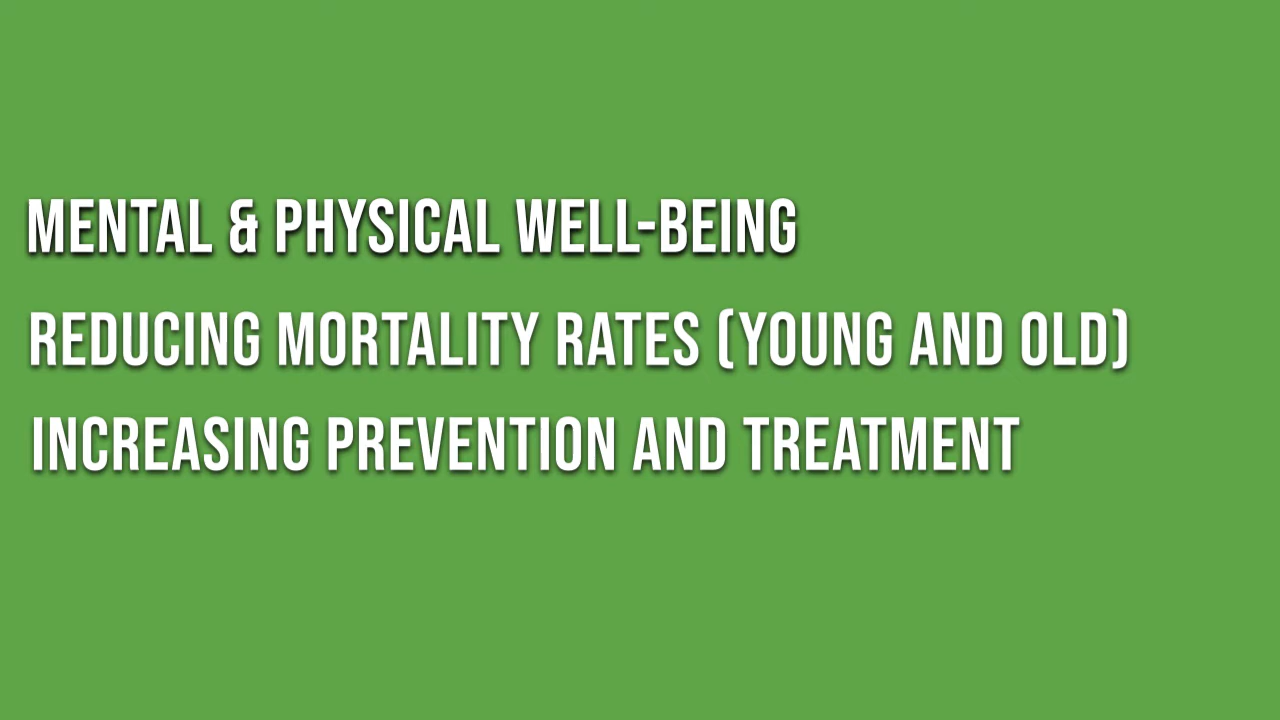 MENTAL & PHYSICAL WELL-BEING
REDUCING MORTALITY RATES (YOUNG AND OLD)
INCREASING PREVENTION AND TREATMENT